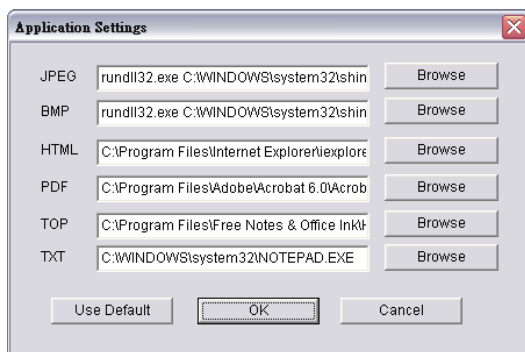 Application Settings
JPEG rundll32.exe C:\WINDOWS\system32\shin Browse
BMP rundll32.exe C:\WINDOWS\system32\shin Browse
HTML C:\Program Files\Internet Explorer\iexplore Browse
PDF C:\Program Files\Adobe\Acrobat 6.0\Acrob Browse
TOP C:\Program Files\Free Notes & Office Ink\H Browse
TXT C:\WINDOWS\system32\NOTEPAD.EXE Browse
Use Default OK Cancel